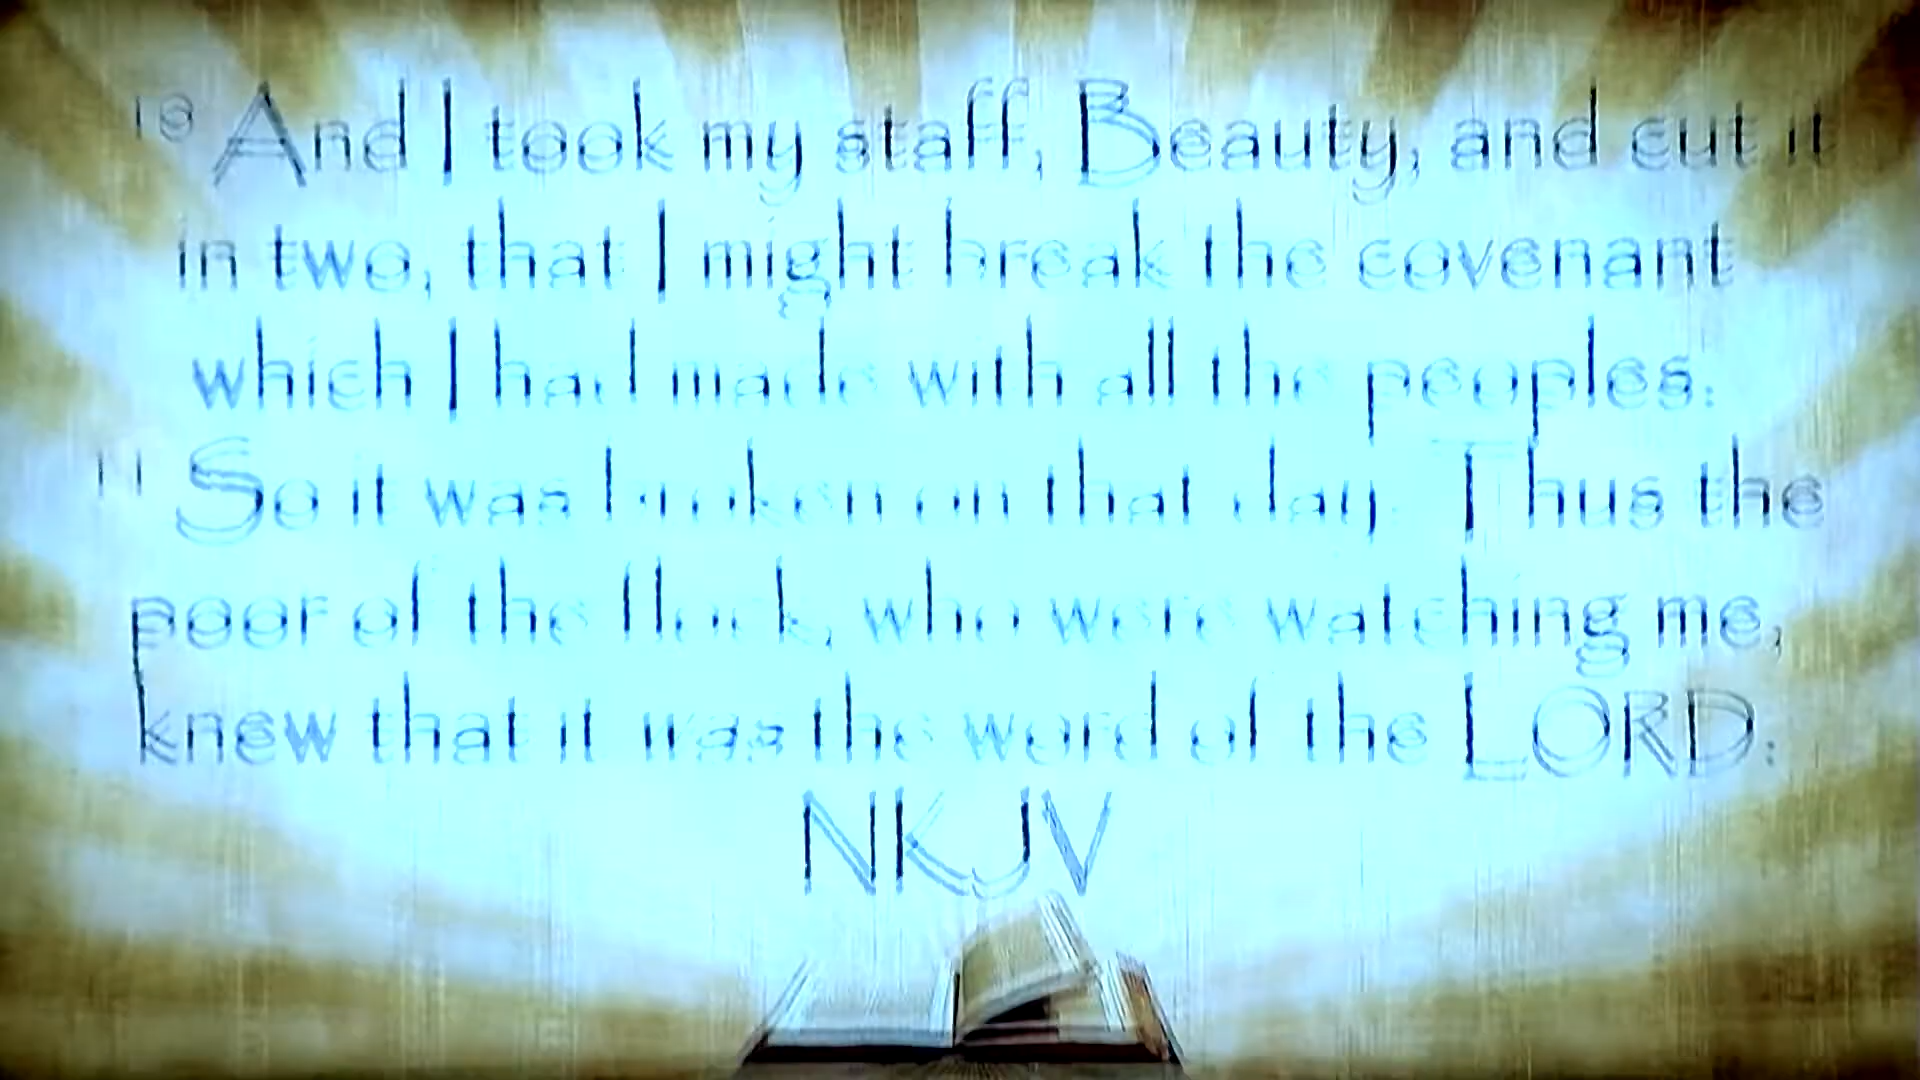 10 And I took my staff, Beauty, and cut it
in two, that I might break the covenant
which I had made with all the peoples.
11 So it was broken on that day. Thus the
poor of the flock, who were watching me,
knew that it was the word of the LORD.
NKJV